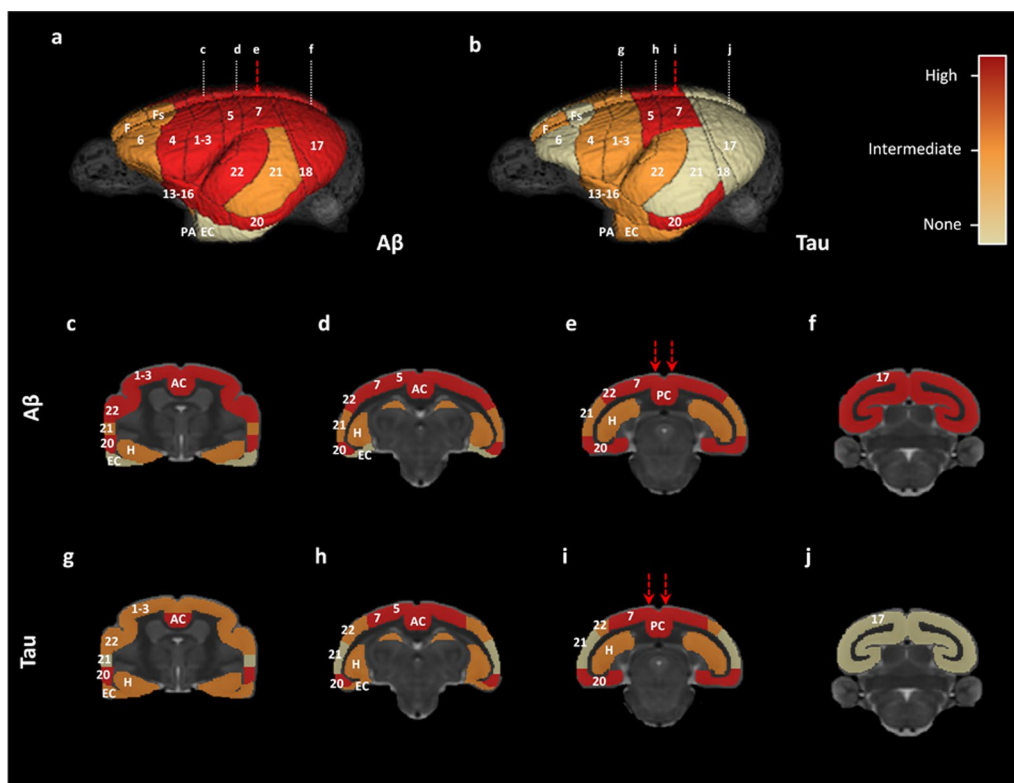 a
c d e f
Fs
F
6 4 1-3 5 7 17
22 21 18
13-16
20
PA EC
Aβ
b
g h i j
Fs
F
6 4 1-3 5 7 17
22 21 18
13-16
20
PA EC
Tau
High
Intermediate
None
Aβ
c
1-3
AC
22
21
20 H
EC
d
5
7 AC
22
21
H
20 EC
e
7
22 PC
21
H
20
f
17
Tau
g
1-3
AC
22
21
20 H
EC
h
5
7 AC
22
21
H
20 EC
i
7
22 PC
21
H
20
j
17